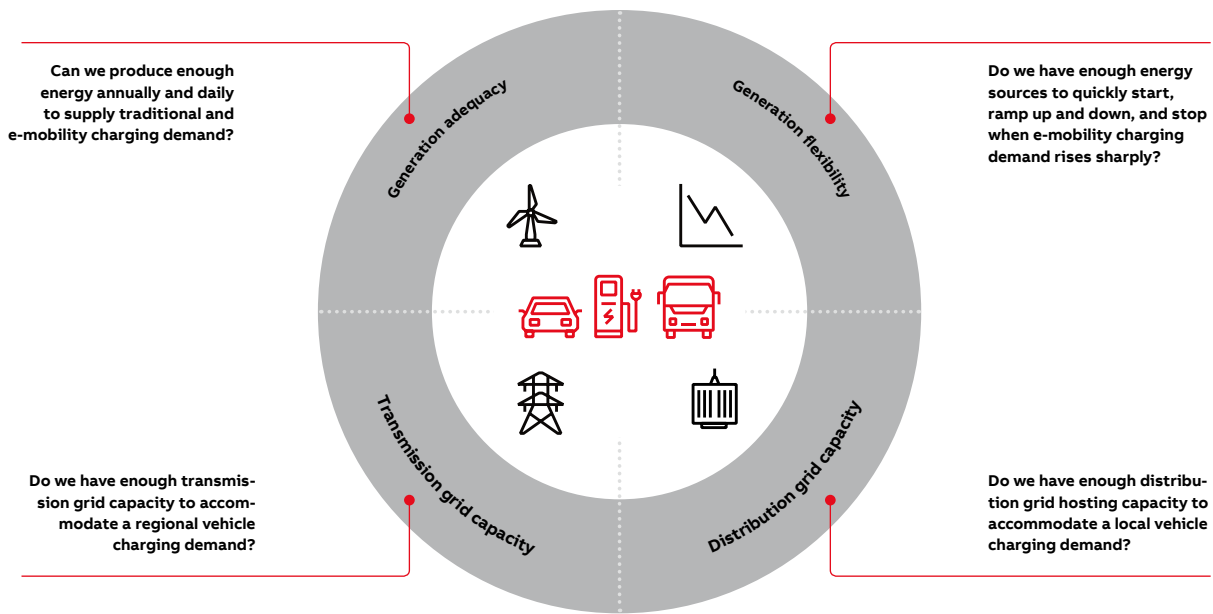 Can we produce enough
energy annually and daily
to supply traditional and
e-mobility charging demand?
Generation adequacy
Generation flexibility
Do we have enough energy
sources to quickly start,
ramp up and down, and stop
when e-mobility charging
demand rises sharply?
Do we have enough transmis-
sion grid capacity to accom-
modate a regional vehicle
charging demand?
Transmission grid capacity
Distribution grid capacity
Do we have enough distribu-
tion grid hosting capacity to
accommodate a local vehicle
charging demand?